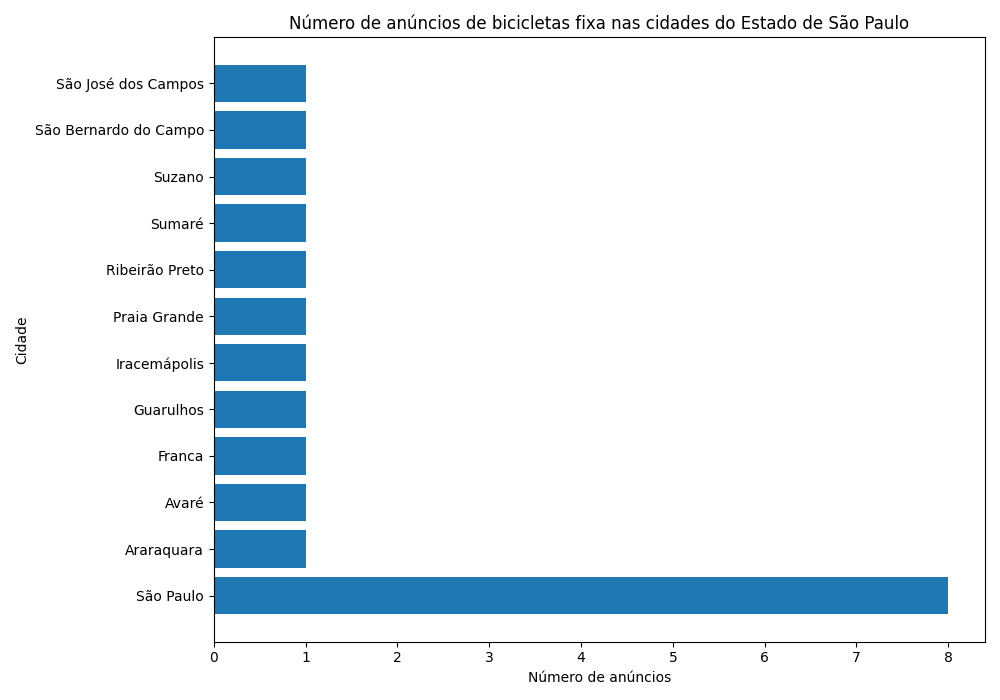 Número de anúncios de bicicletas fixa nas cidades do Estado de São Paulo
Cidade
São José dos Campos
São Bernardo do Campo
Suzano
Sumaré
Ribeirão Preto
Praia Grande
Iracemápolis
Guarulhos
Franca
Avaré
Araraquara
São Paulo
0 1 2 3 4 5 6 7 8
Número de anúncios